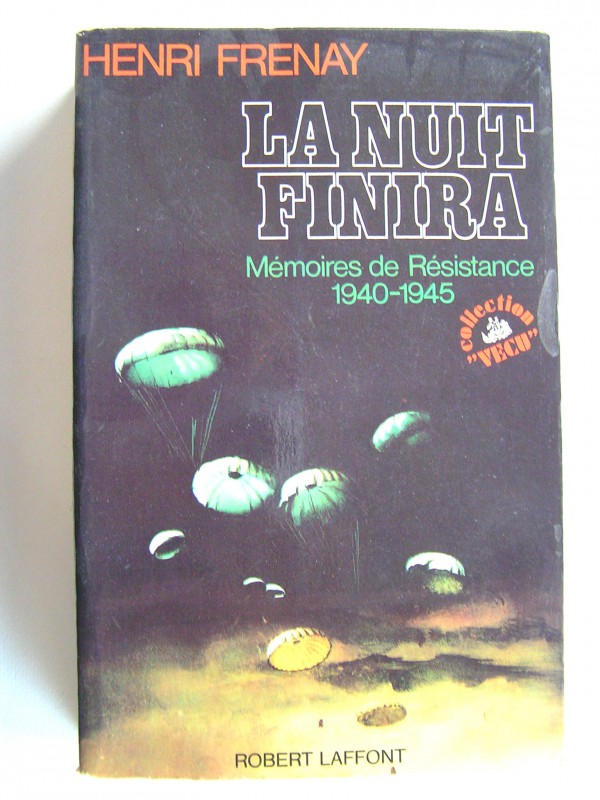 HENRI FRENAY
LA NUIT
FINIRA
Mémoires de Résistance
1940-1945
collection
"VECU"
ROBERT LAFFONT